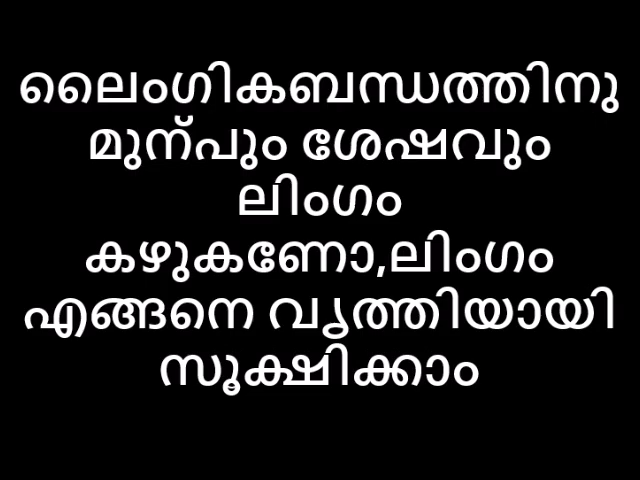 ലൈംഗികബന്ധത്തിനു
മുന്പും ശേഷവും
ലിംഗം
കഴുകണോ,ലിംഗം
എങ്ങനെ വൃത്തിയായി
സൂക്ഷിക്കാം